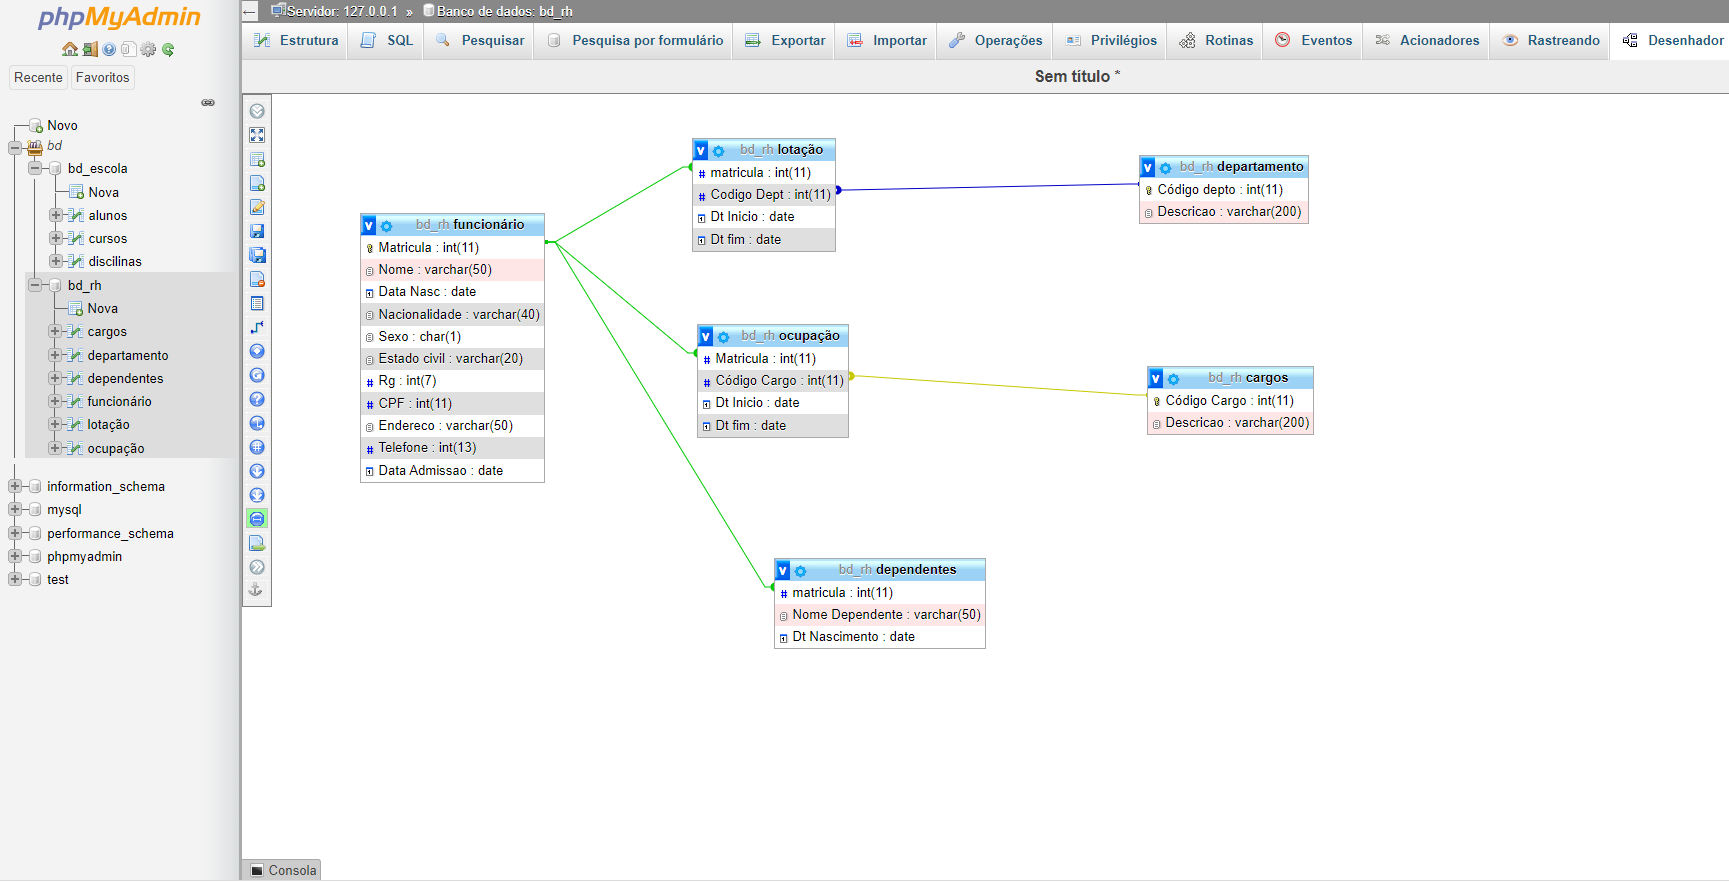 phpMyAdmin
Recente Favoritos
Novo
bd
bd_escola
Nova
alunos
cursos
discilinas
bd_rh
Nova
cargos
departamento
dependentes
funcionário
lotação
ocupação
information_schema
mysql
performance_schema
phpmyadmin
test
Servidor: 127.0.0.1 » Banco de dados: bd_rh
Estrutura SQL Pesquisar Pesquisa por formulário Exportar Importar Operações Privilégios Rotinas Eventos Acionadores Rastreando Desenhador
Sem título *
v bd_rh funcionário
Matricula : int(11)
Nome : varchar(50)
Data Nasc : date
Nacionalidade : varchar(40)
Sexo : char(1)
Estado civil : varchar(20)
# Rg : int(7)
# CPF : int(11)
Endereco : varchar(50)
# Telefone : int(13)
Data Admissao : date
v bd_rh lotação
# matricula : int(11)
# Codigo Dept : int(11)
Dt Inicio : date
Dt fim : date
v bd_rh departamento
Código depto : int(11)
Descricao : varchar(200)
v bd_rh ocupação
# Matricula : int(11)
# Código Cargo : int(11)
Dt Inicio : date
Dt fim : date
v bd_rh cargos
Código Cargo : int(11)
Descricao : varchar(200)
v bd_rh dependentes
# matricula : int(11)
Nome Dependente : varchar(50)
Dt Nascimento : date
Consola